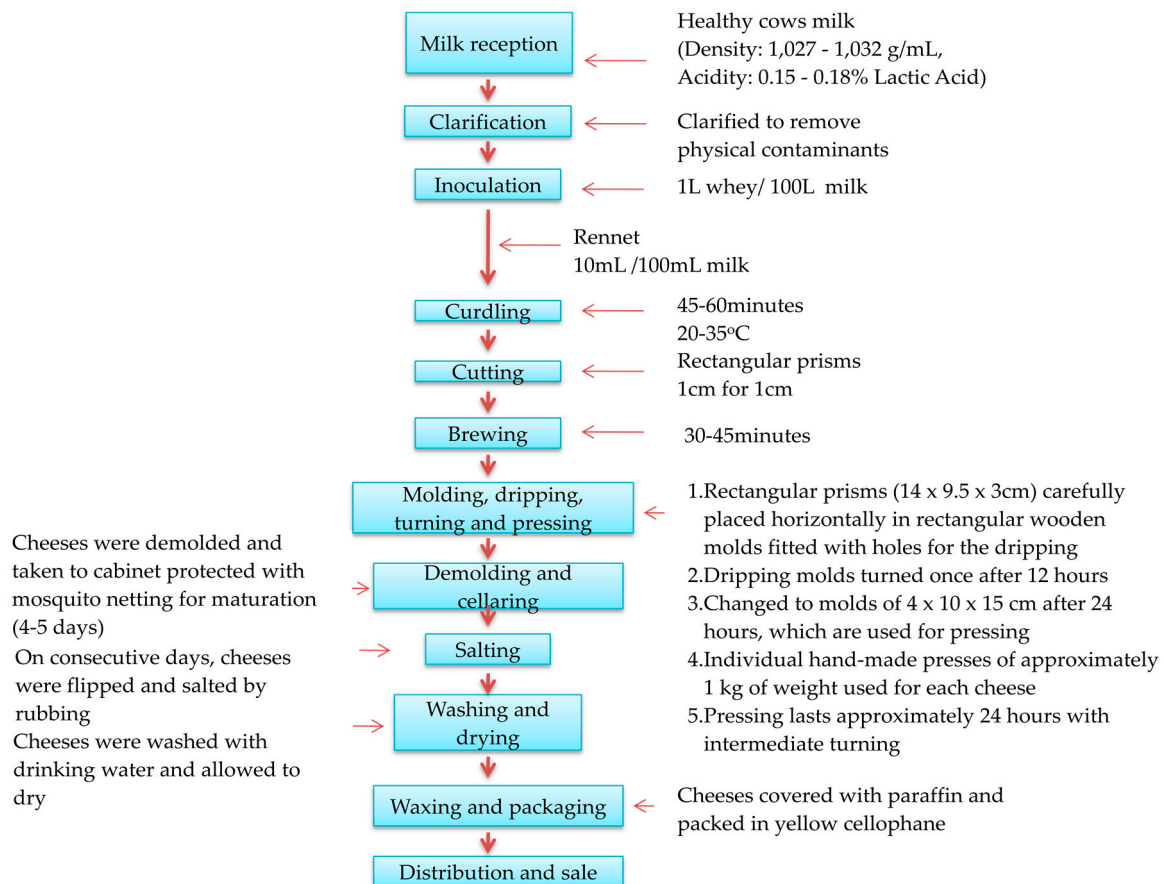 Milk reception
Healthy cows milk
(Density: 1,027 - 1,032 g/mL,
Acidity: 0.15 - 0.18% Lactic Acid)
Clarification
Clarified to remove
physical contaminants
Inoculation
1L whey/ 100L milk
Rennet
10mL /100mL milk
Curdling
45-60minutes
20-35ºC
Cutting
Rectangular prisms
1cm for 1cm
Brewing
30-45minutes
Molding, dripping,
turning and pressing
1.Rectangular prisms (14 x 9.5 x 3cm) carefully
placed horizontally in rectangular wooden
molds fitted with holes for the dripping
2.Dripping molds turned once after 12 hours
3.Changed to molds of 4 x 10 x 15 cm after 24
hours, which are used for pressing
4.Individual hand-made presses of approximately
1 kg of weight used for each cheese
5.Pressing lasts approximately 24 hours with
intermediate turning
Cheeses were demolded and
taken to cabinet protected with
mosquito netting for maturation
(4-5 days)
Demolding and
cellaring
On consecutive days, cheeses
were flipped and salted by
rubbing
Salting
Cheeses were washed with
drinking water and allowed to
dry
Washing and
drying
Waxing and packaging
Cheeses covered with paraffin and
packed in yellow cellophane
Distribution and sale